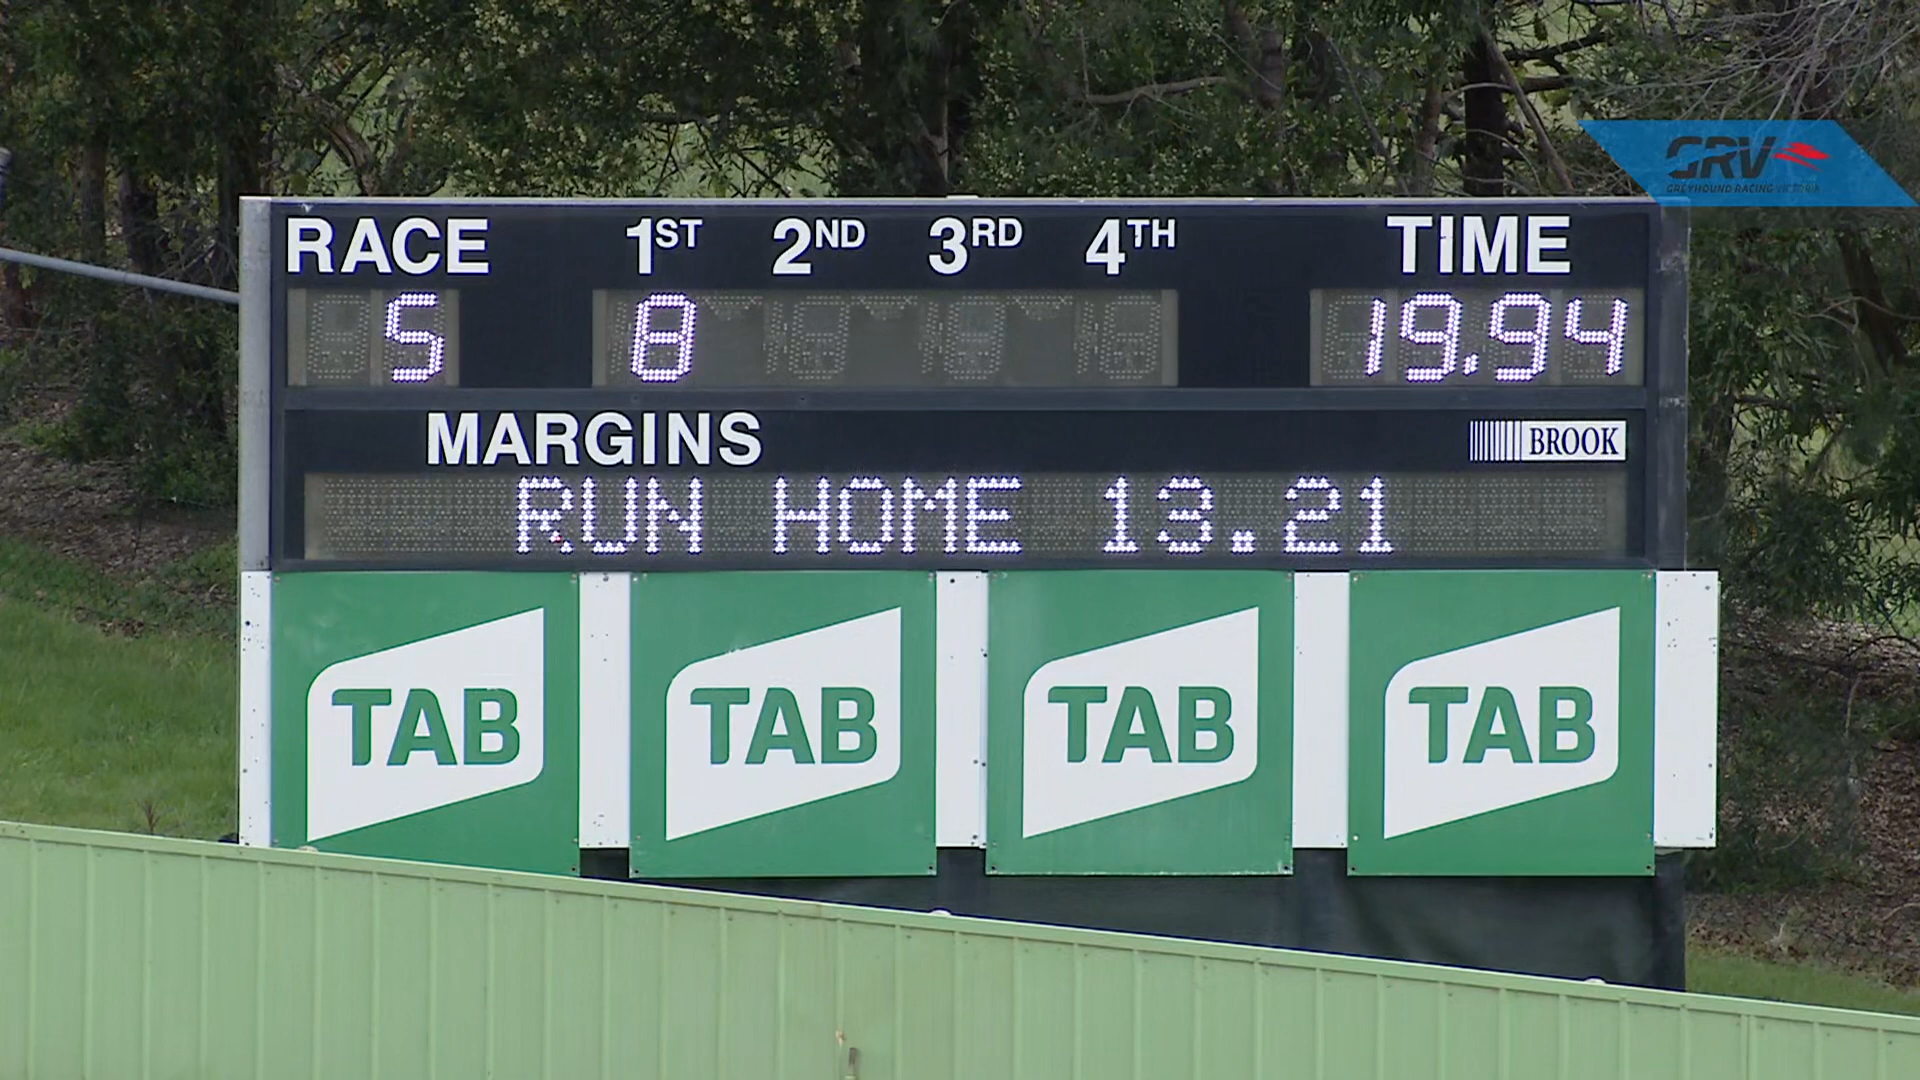 GRV
GREYHOUND RACING VICTORIA
RACE 1ST 2ND 3RD 4TH TIME
5 8 19.94
MARGINS BROOK
RUN HOME 13.21
TAB TAB TAB TAB